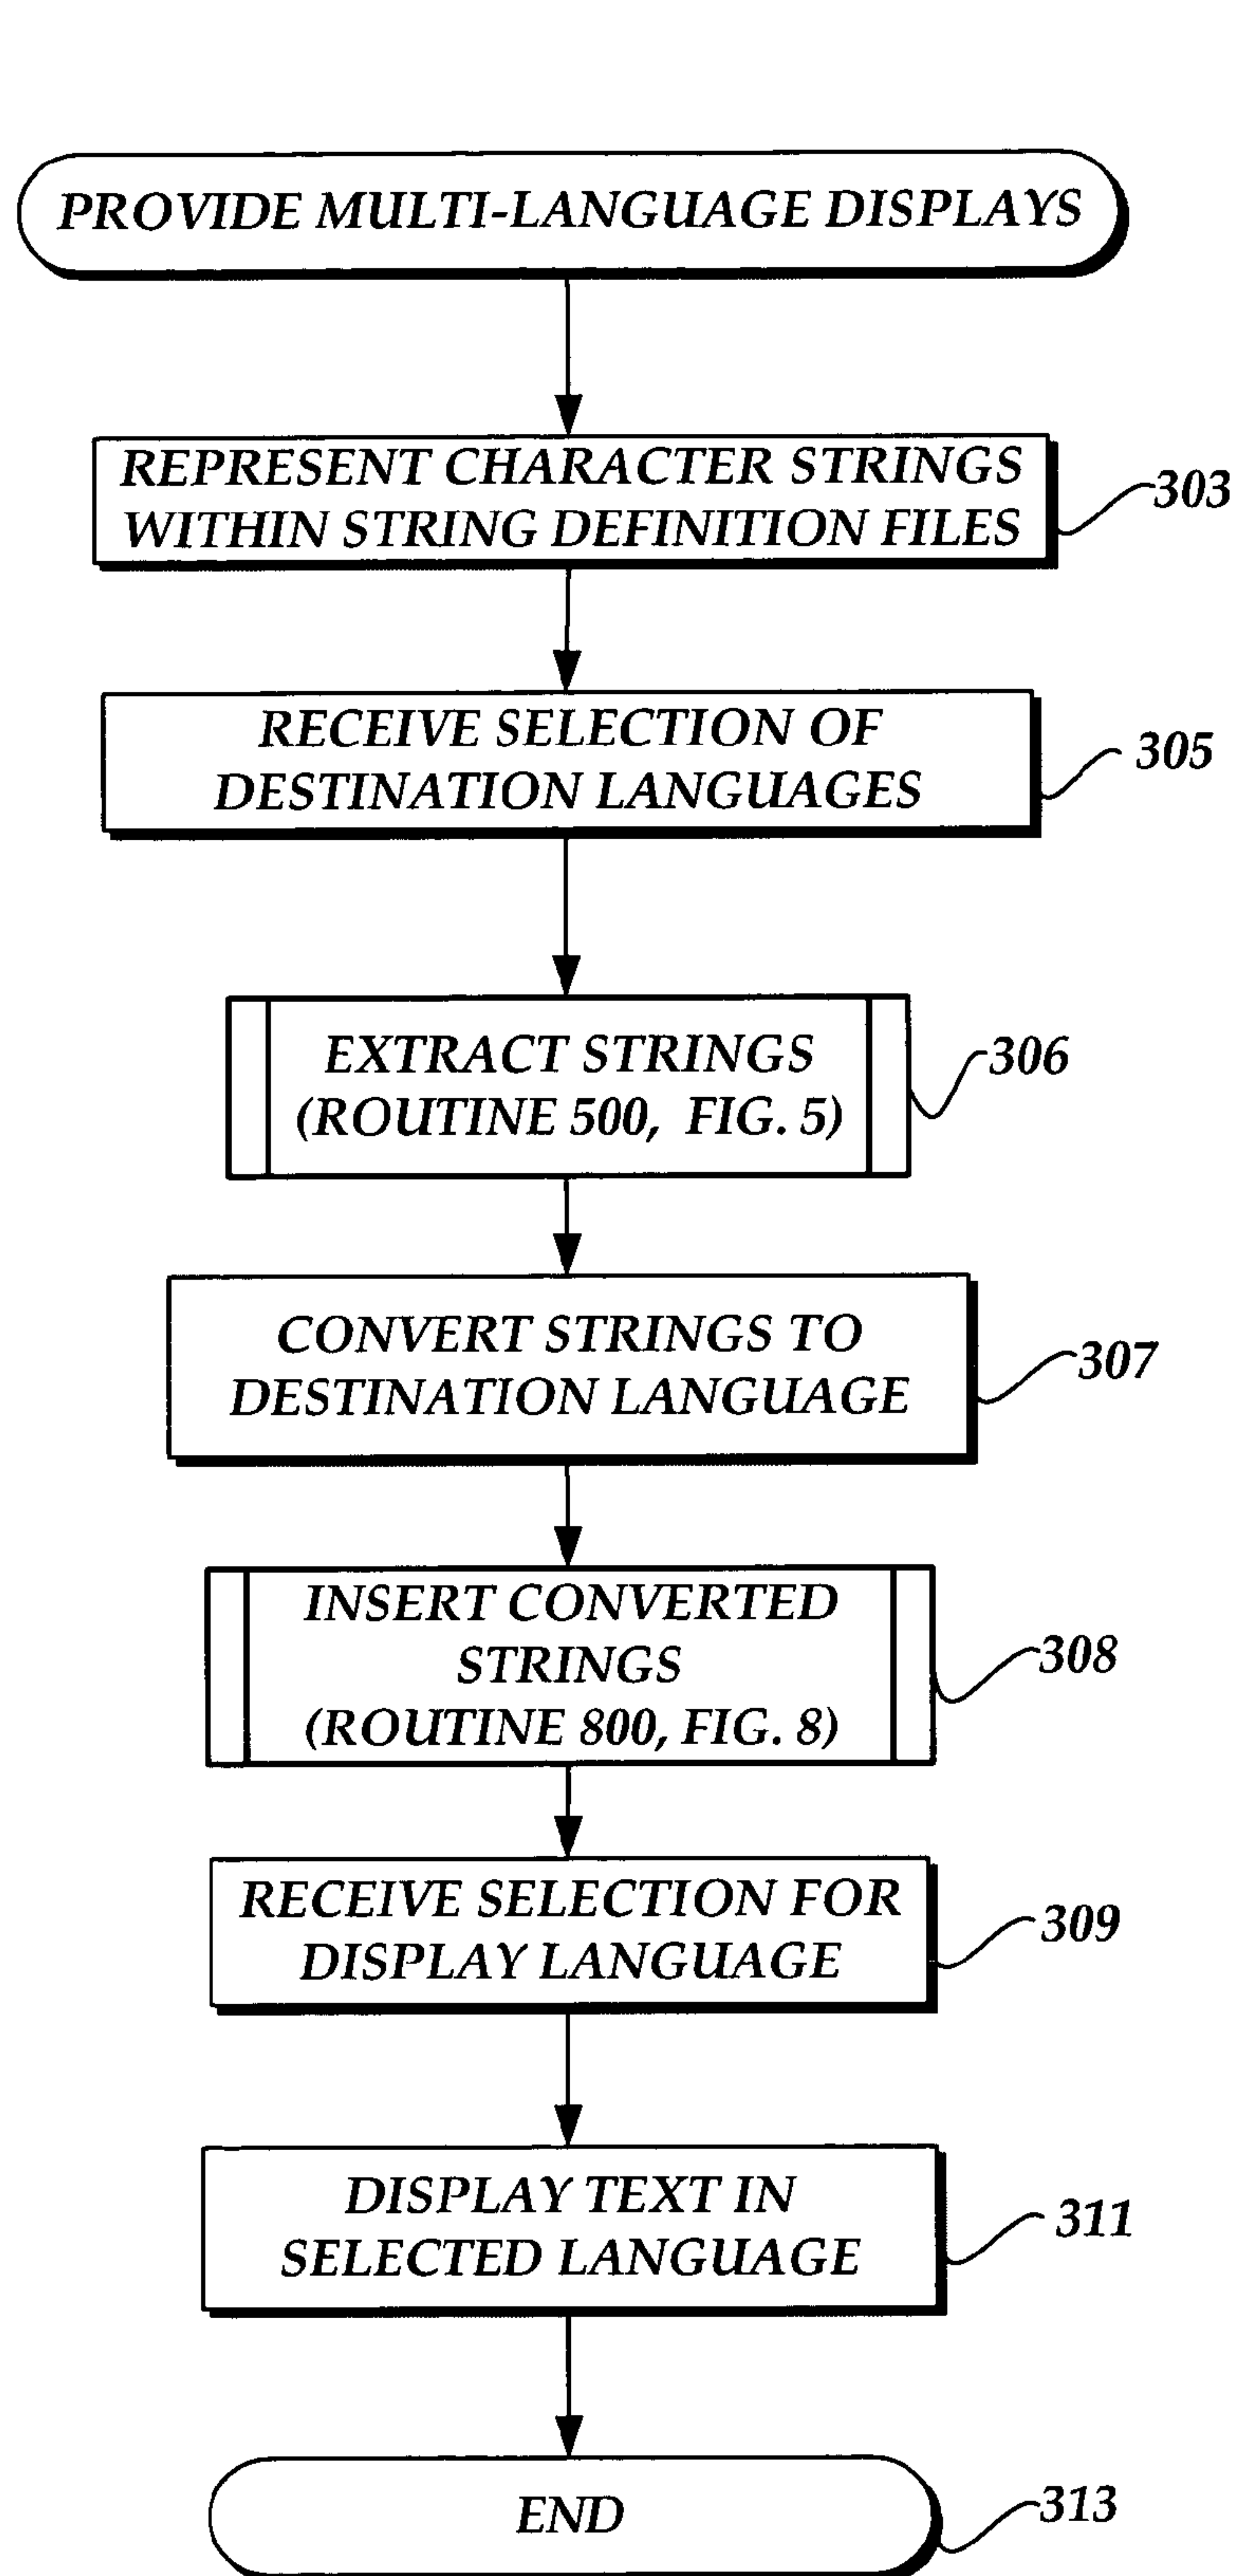 PROVIDE MULTI-LANGUAGE DISPLAYS
REPRESENT CHARACTER STRINGS
WITHIN STRING DEFINITION FILES
303
RECEIVE SELECTION OF
DESTINATION LANGUAGES
305
EXTRACT STRINGS
(ROUTINE 500, FIG. 5)
306
CONVERT STRINGS TO
DESTINATION LANGUAGE
307
INSERT CONVERTED
STRINGS
(ROUTINE 800, FIG. 8)
308
RECEIVE SELECTION FOR
DISPLAY LANGUAGE
309
DISPLAY TEXT IN
SELECTED LANGUAGE
311
END
313